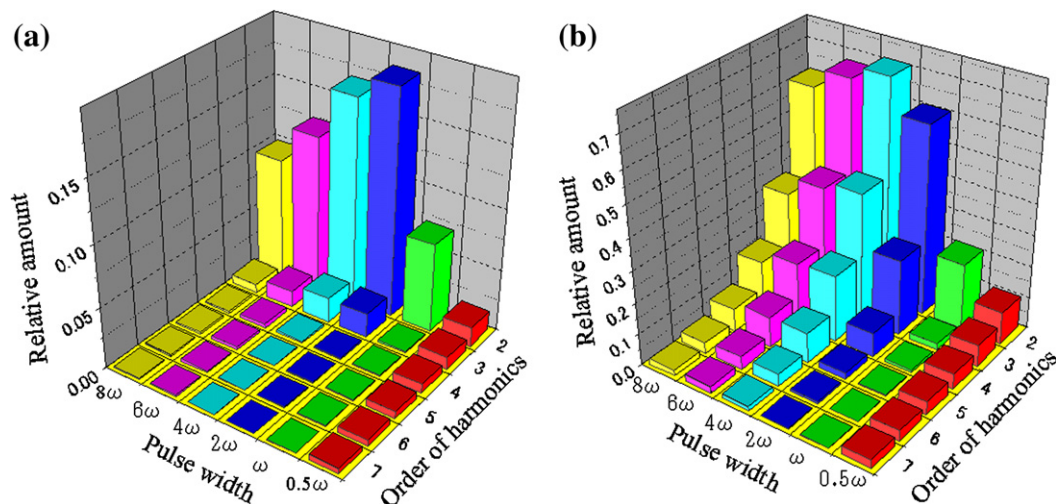 (a)
Relative amount
0.15
0.10
0.05
0.00
8ω
6ω
4ω
2ω
ω
0.5ω
Pulse width
2
3
4
5
6
7
Order of harmonics
(b)
Relative amount
0.7
0.6
0.5
0.4
0.3
0.2
0.1
0.0
8ω
6ω
4ω
2ω
ω
0.5ω
Pulse width
2
3
4
5
6
7
Order of harmonics